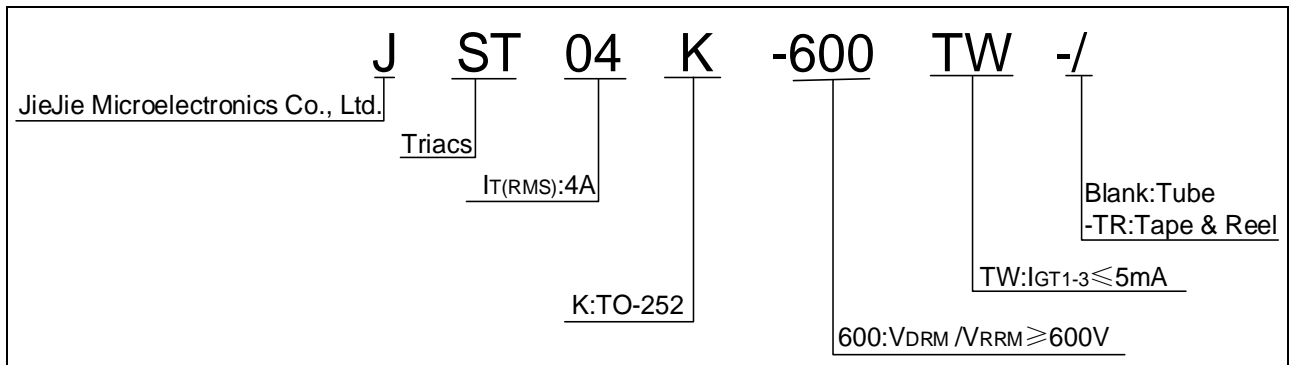 J ST 04 K -600 TW -/
JieJie Microelectronics Co., Ltd.
Triacs
IT(RMS):4A
Blank:Tube
-TR:Tape & Reel
TW:IGT1-3≤5mA
K:TO-252
600:VDRM /VRRM≥600V